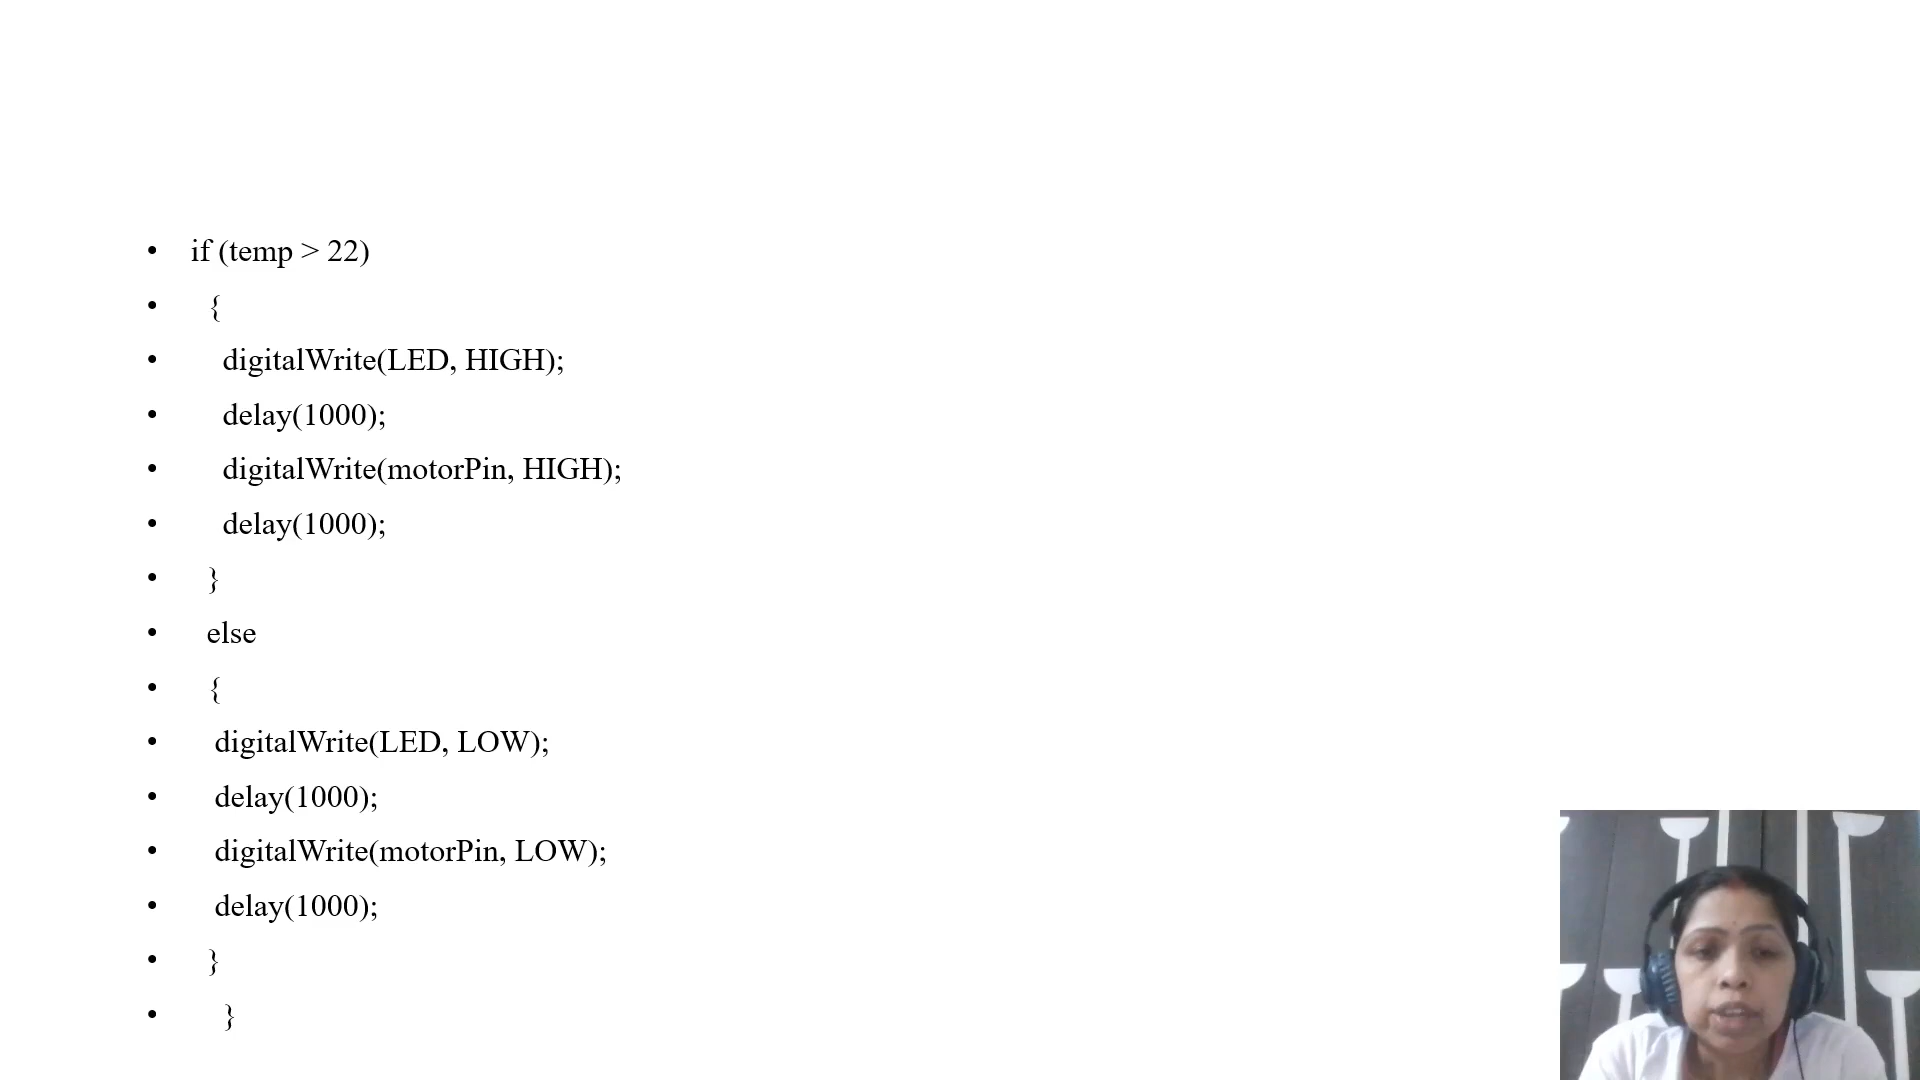 • if (temp > 22)
• {
• digitalWrite(LED, HIGH);
• delay(1000);
• digitalWrite(motorPin, HIGH);
• delay(1000);
• }
• else
• {
• digitalWrite(LED, LOW);
• delay(1000);
• digitalWrite(motorPin, LOW);
• delay(1000);
• }
• }